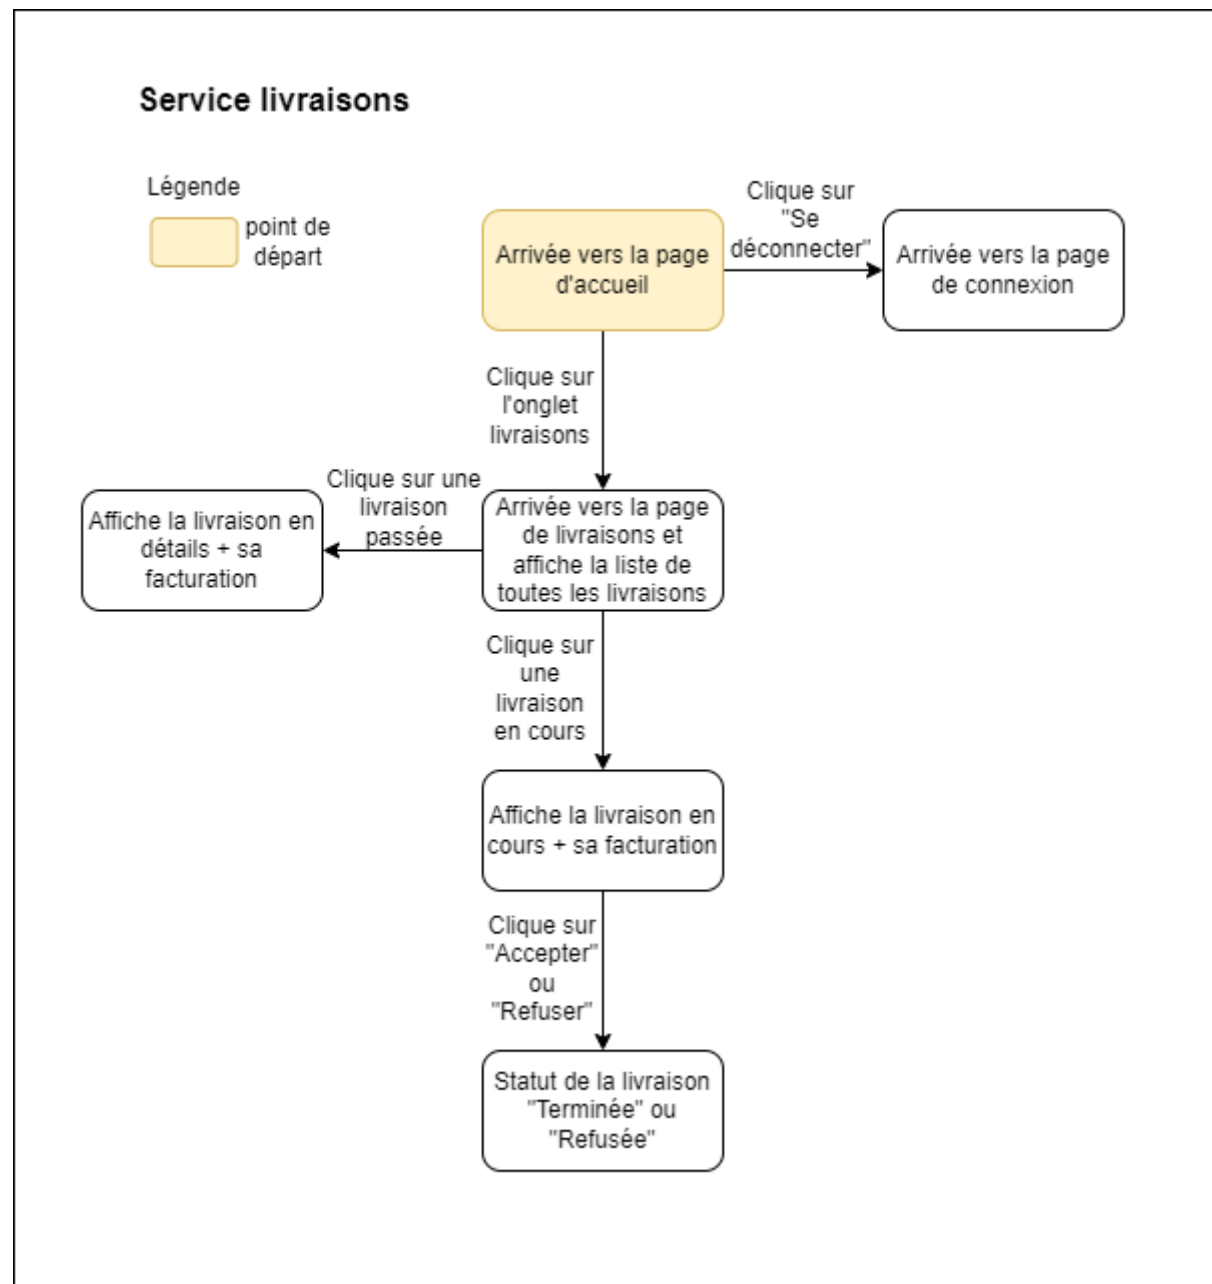 Service livraisons
Légende
point de
départ
Arrivée vers la page
d'accueil
Clique sur
"Se
déconnecter"
Arrivée vers la page
de connexion
Clique sur
l'onglet
livraisons
Arrivée vers la page
de livraisons et
affiche la liste de
toutes les livraisons
Clique sur une
livraison
passée
Affiche la livraison en
détails + sa
facturation
Clique sur
une
livraison
en cours
Affiche la livraison en
cours + sa facturation
Clique sur
"Accepter"
ou
"Refuser"
Statut de la livraison
"Terminée" ou
"Refusée"